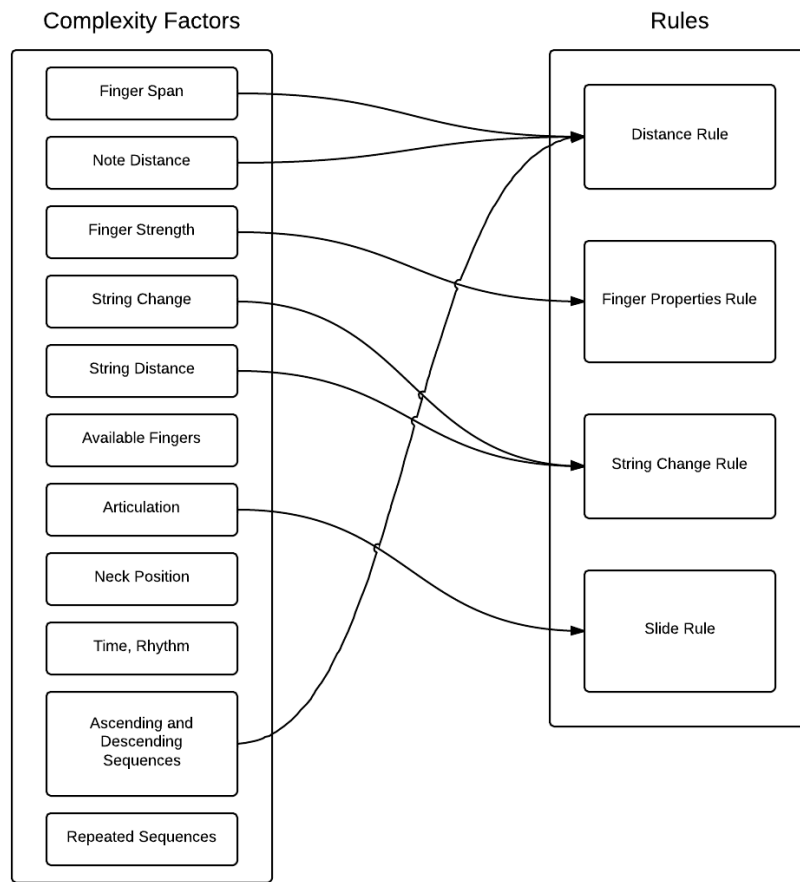 Complexity Factors
Finger Span
Note Distance
Finger Strength
String Change
String Distance
Available Fingers
Articulation
Neck Position
Time, Rhythm
Ascending and
Descending
Sequences
Repeated Sequences
Rules
Distance Rule
Finger Properties Rule
String Change Rule
Slide Rule